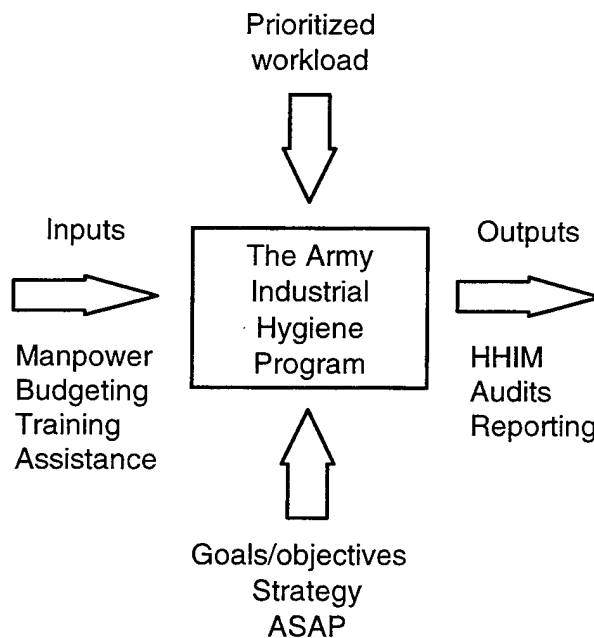 Prioritized
workload
Inputs
Outputs
The Army
Industrial
Hygiene
Program
Manpower
Budgeting
Training
Assistance
HHIM
Audits
Reporting
Goals/objectives
Strategy
ASAP